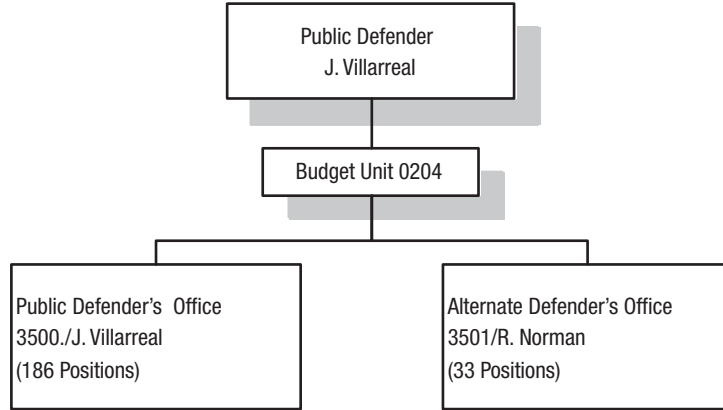 Public Defender
J. Villarreal
Budget Unit 0204
Public Defender's Office
3500./J. Villarreal
(186 Positions)
Alternate Defender's Office
3501/R. Norman
(33 Positions)